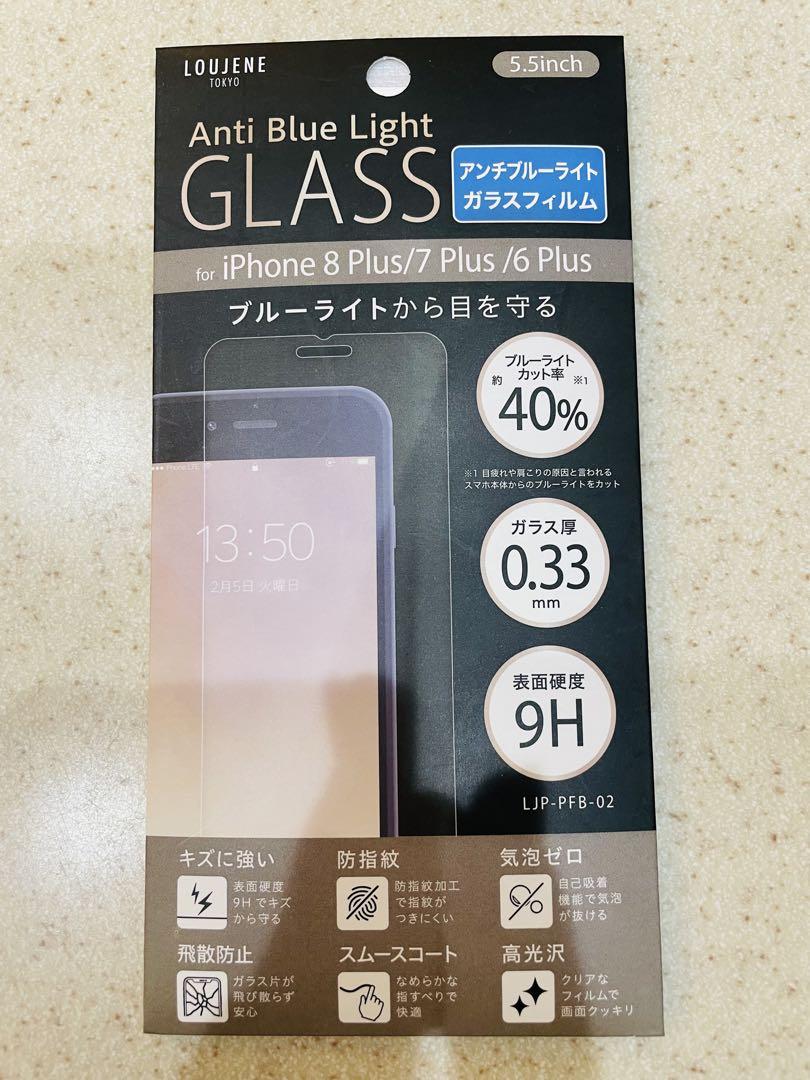 LOUJENE
TOKYO
5.5inch
Anti Blue Light
GLASS
アンチブルーライト
ガラスフィルム
for iPhone 8 Plus/7 Plus /6 Plus
ブルーライトから目を守る
ブルーライト
カット率
約 ※1
40%
※1 目疲れや肩こりの原因と言われる
スマホ本体からのブルーライトをカット
Phone
13:50
2月5日 火曜日
ガラス厚
0.33
mm
表面硬度
9H
LJP-PFB-02
キズに強い
表面硬度
9Hでキズ
から守る
防指紋
防指紋加工
で指紋が
つきにくい
気泡ゼロ
自己吸着
機能で気泡
が抜ける
飛散防止
ガラス片が
飛び散らず
安心
スムースコート
なめらかな
指すべりで
快適
高光沢
クリアな
フィルムで
画面クッキリ